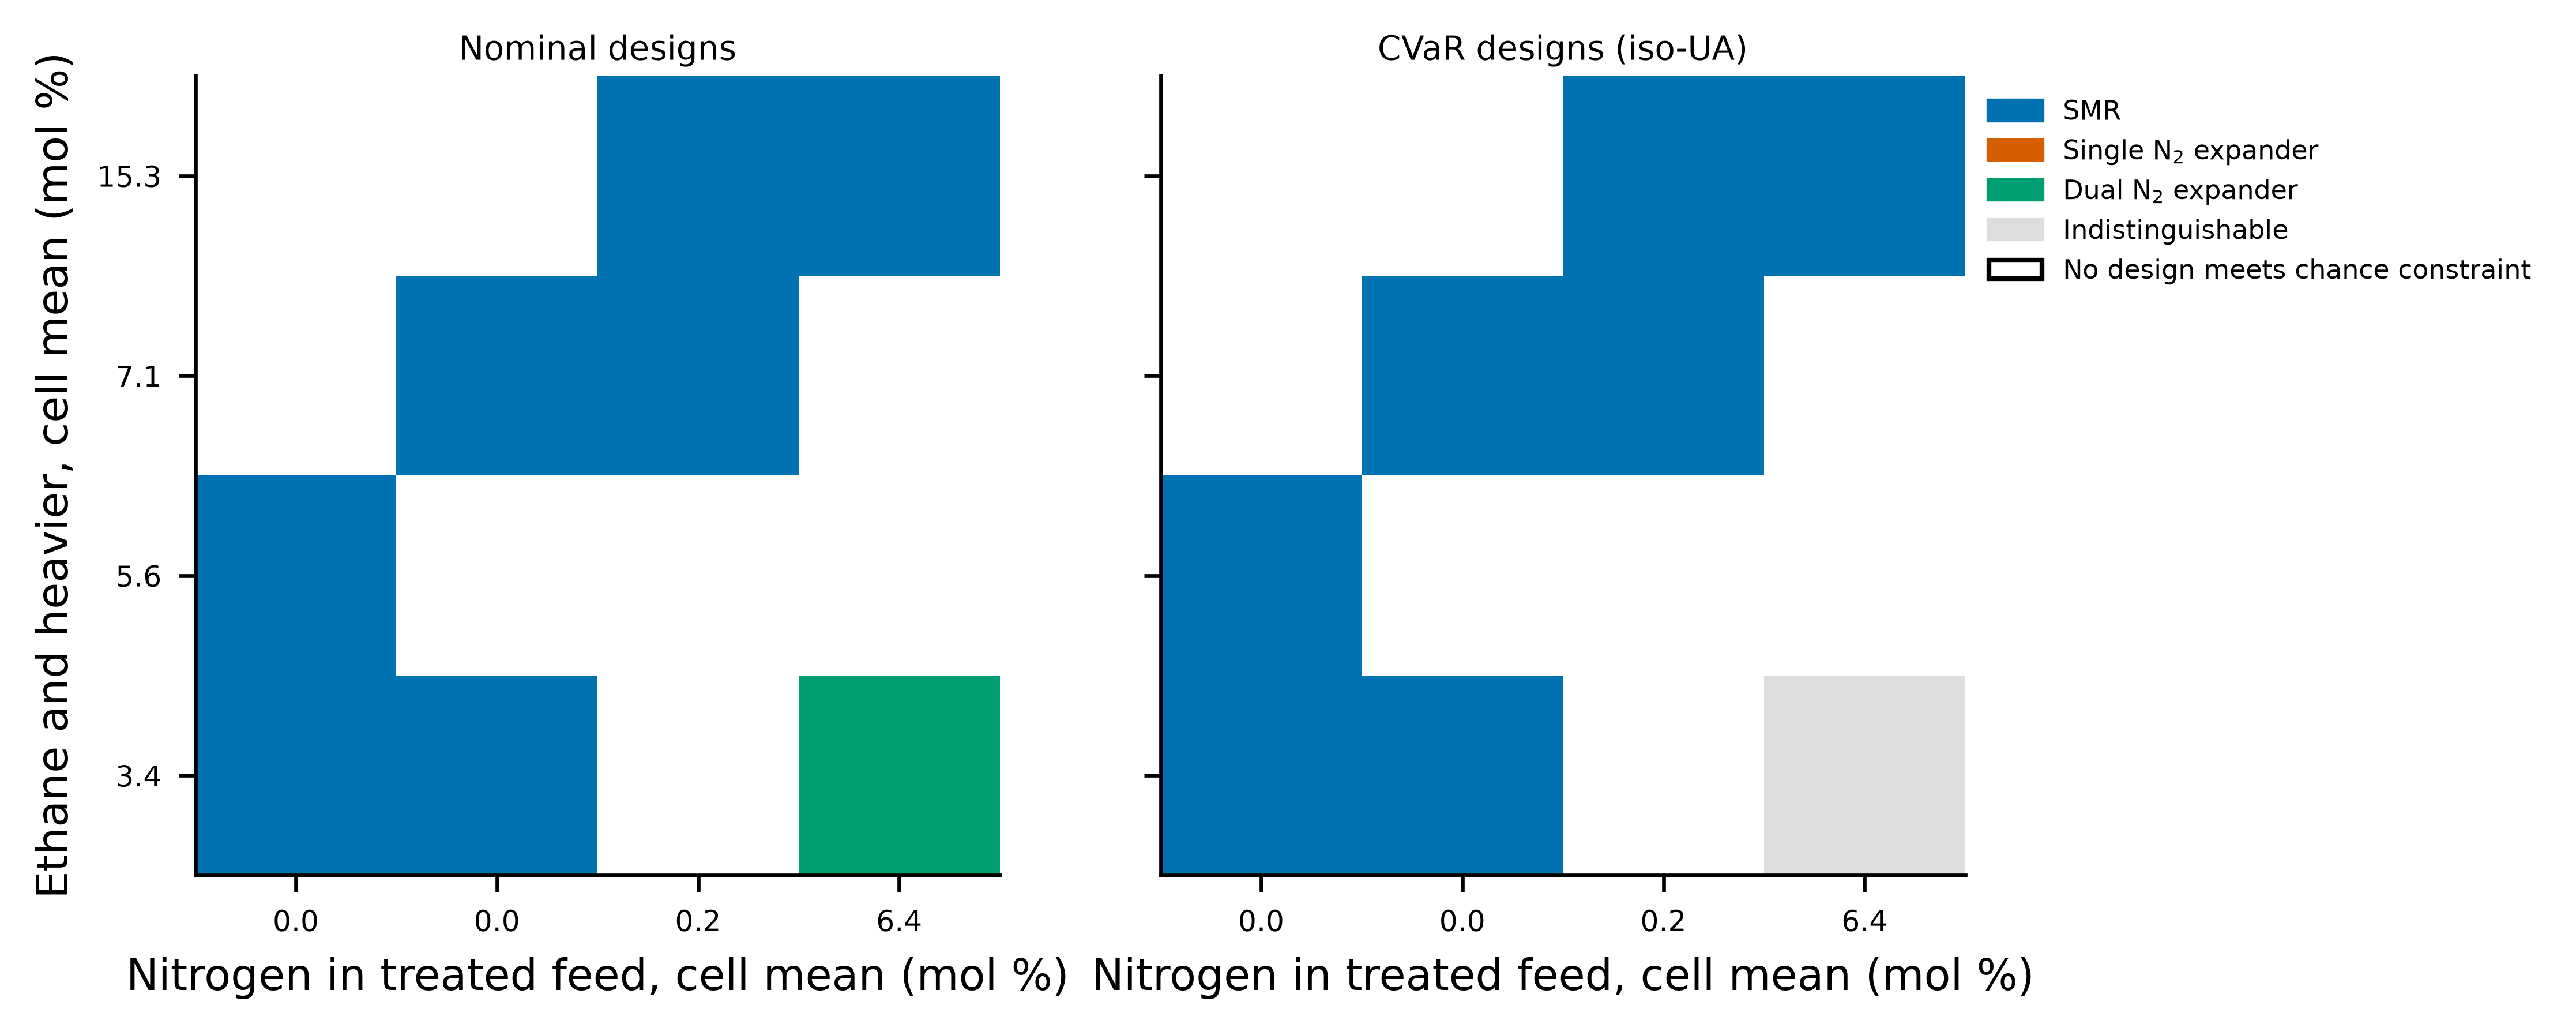 Nominal designs
CVaR designs (iso-UA)
Ethane and heavier, cell mean (mol %)
15.3
7.1
5.6
3.4
0.0
0.0
0.2
6.4
Nitrogen in treated feed, cell mean (mol %)
0.0
0.0
0.2
6.4
Nitrogen in treated feed, cell mean (mol %)
SMR
Single N₂ expander
Dual N₂ expander
Indistinguishable
No design meets chance constraint